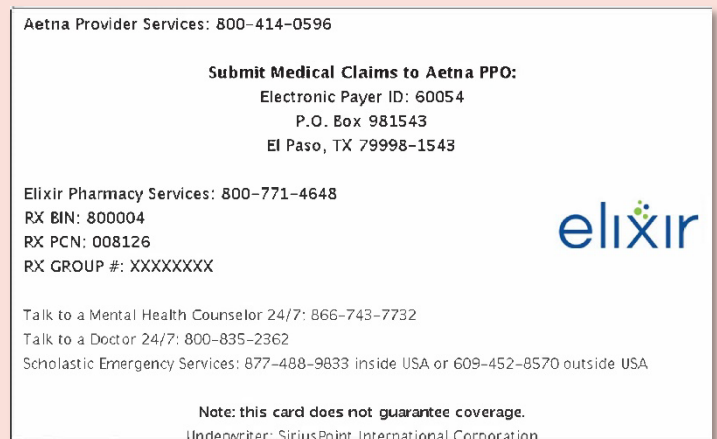 Aetna Provider Services: 800-414-0596
Submit Medical Claims to Aetna PPO:
Electronic Payer ID: 60054
P.O. Box 981543
El Paso, TX 79998-1543
Elixir Pharmacy Services: 800-771-4648
RX BIN: 800004
RX PCN: 008126
RX GROUP #: XXXXXXXX
elixir
Talk to a Mental Health Counselor 24/7: 866-743-7732
Talk to a Doctor 24/7: 800-835-2362
Scholastic Emergency Services: 877-488-9833 inside USA or 609-452-8570 outside USA
Note: this card does not guarantee coverage.
Underwriter: SiriusPoint International Corporation